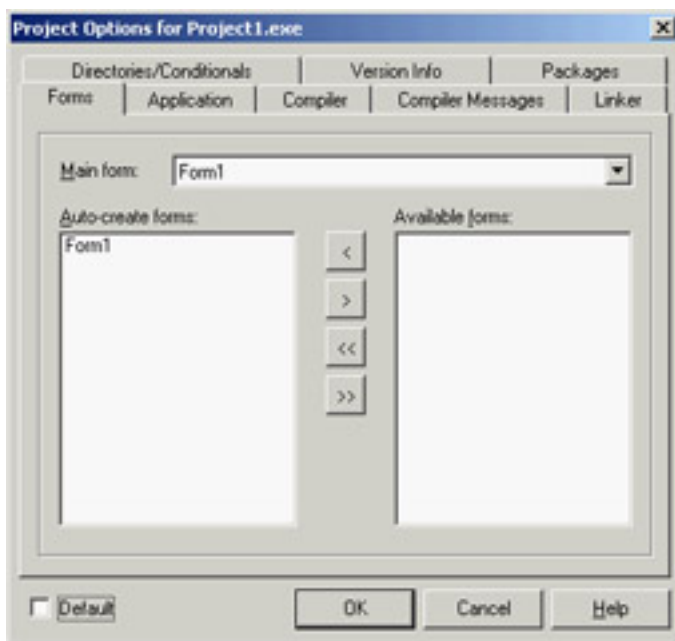 Project Options for Project1.exe
Directories/Conditionals Version Info Packages
Forms Application Compiler Compiler Messages Linker
Main form: Form1
Auto-create forms: Available forms:
Form1
<
>
<<
>>
Default OK Cancel Help